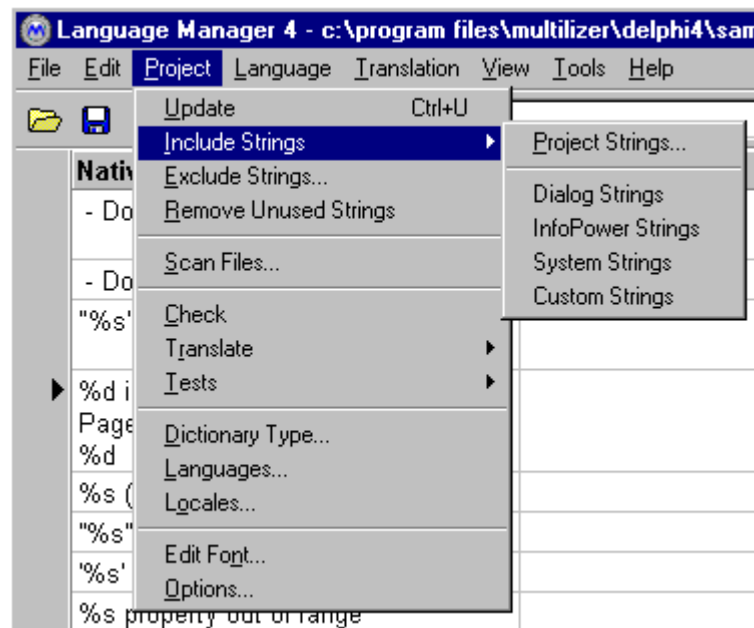 Language Manager 4 - c:\program files\multilizer\delphi4\sam
File Edit Project Language Translation View Tools Help
Update Ctrl+U
Include Strings
Exclude Strings...
Remove Unused Strings
Scan Files...
Check
Translate
Tests
Dictionary Type...
Languages...
Locales...
Edit Font...
Options...
Project Strings...
Dialog Strings
InfoPower Strings
System Strings
Custom Strings
Nativ
- Do
- Do
"%s"
%d i
Page
%d
%s (
"%s"
'%s'
%s property out of range